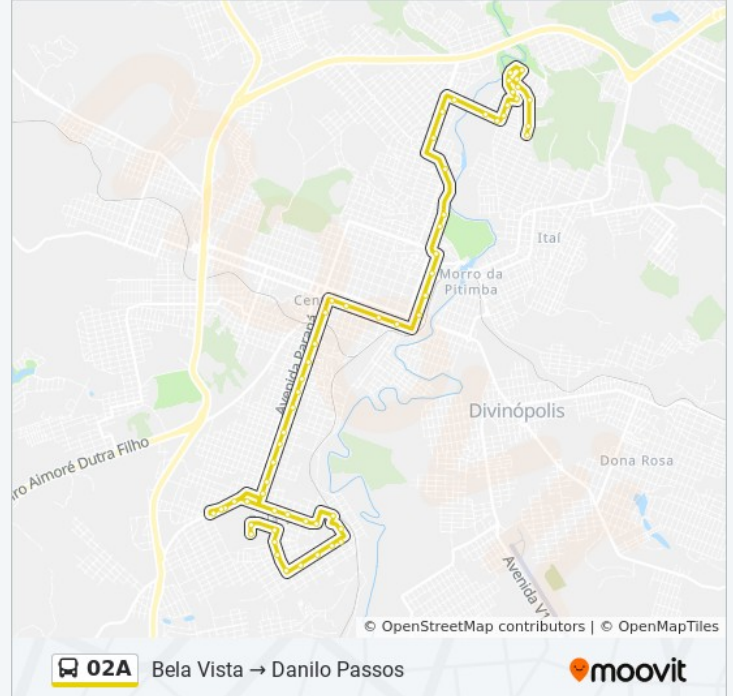 Itaí
Morro da
Pitimba
Cen
Avenida Paraná
Divinópolis
Dona Rosa
ro Aimoré Dutra Filho
Avenida V1
© OpenStreetMap contributors | © OpenMapTiles
02A Bela Vista → Danilo Passos
moovit